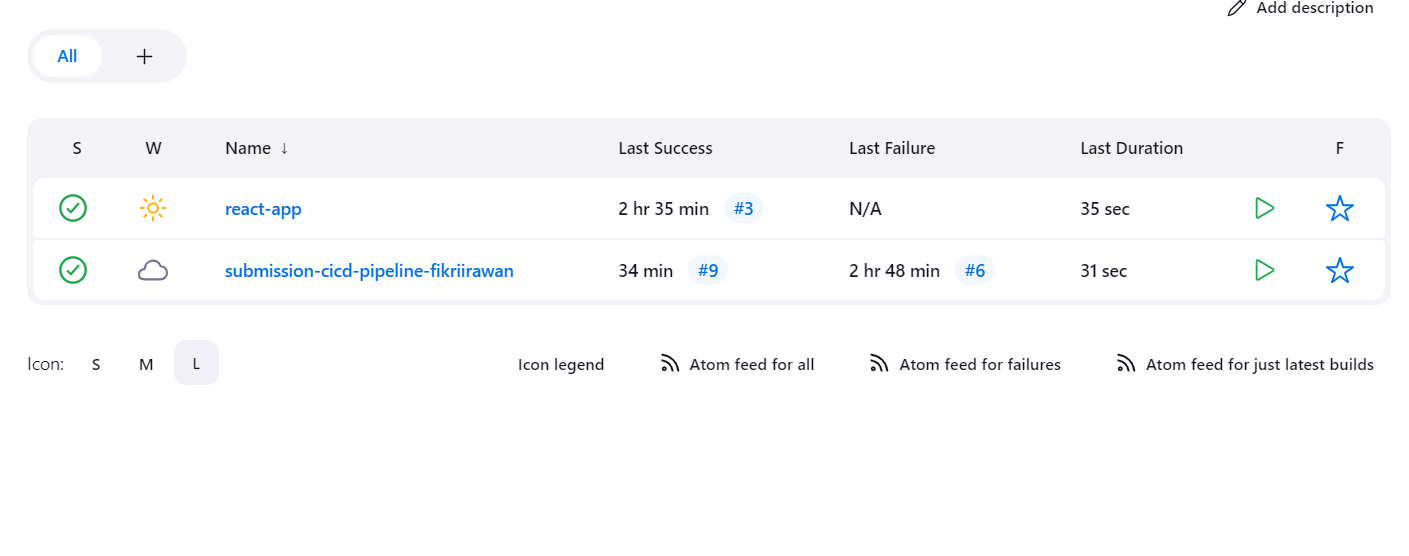 Add description
All +
S W Name ↓ Last Success Last Failure Last Duration F
react-app 2 hr 35 min #3 N/A 35 sec
submission-cicd-pipeline-fikriirawan 34 min #9 2 hr 48 min #6 31 sec
Icon: S M L Icon legend Atom feed for all Atom feed for failures Atom feed for just latest builds